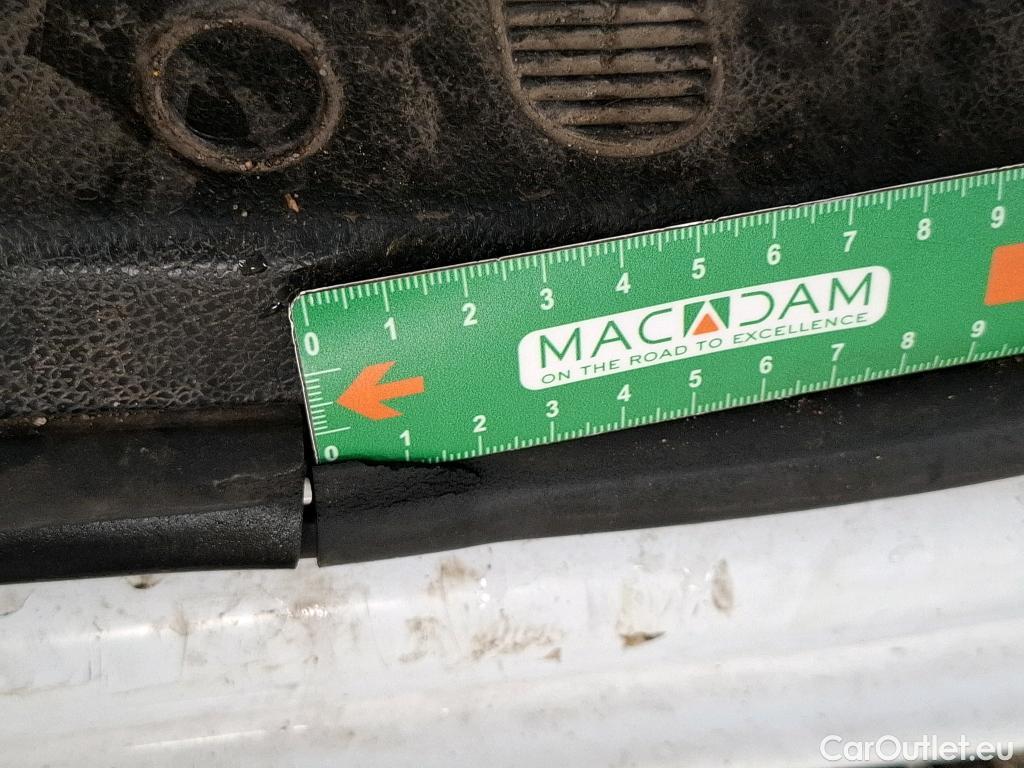 0 1 2 3 4 5 6 7 8 9
MACADAM
ON THE ROAD TO EXCELLENCE
0 1 2 3 4 5 6 7 8 9
CarOutlet.eu